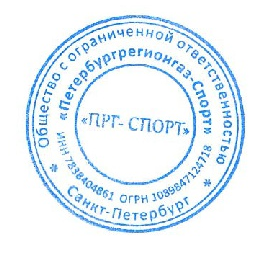 Общество с ограниченной ответственностью
* Санкт-Петербург *
«Петербургрегионгаз-Спорт»
ИНН 7838404861 ОГРН 1089847124718
«ПРГ- СПОРТ»